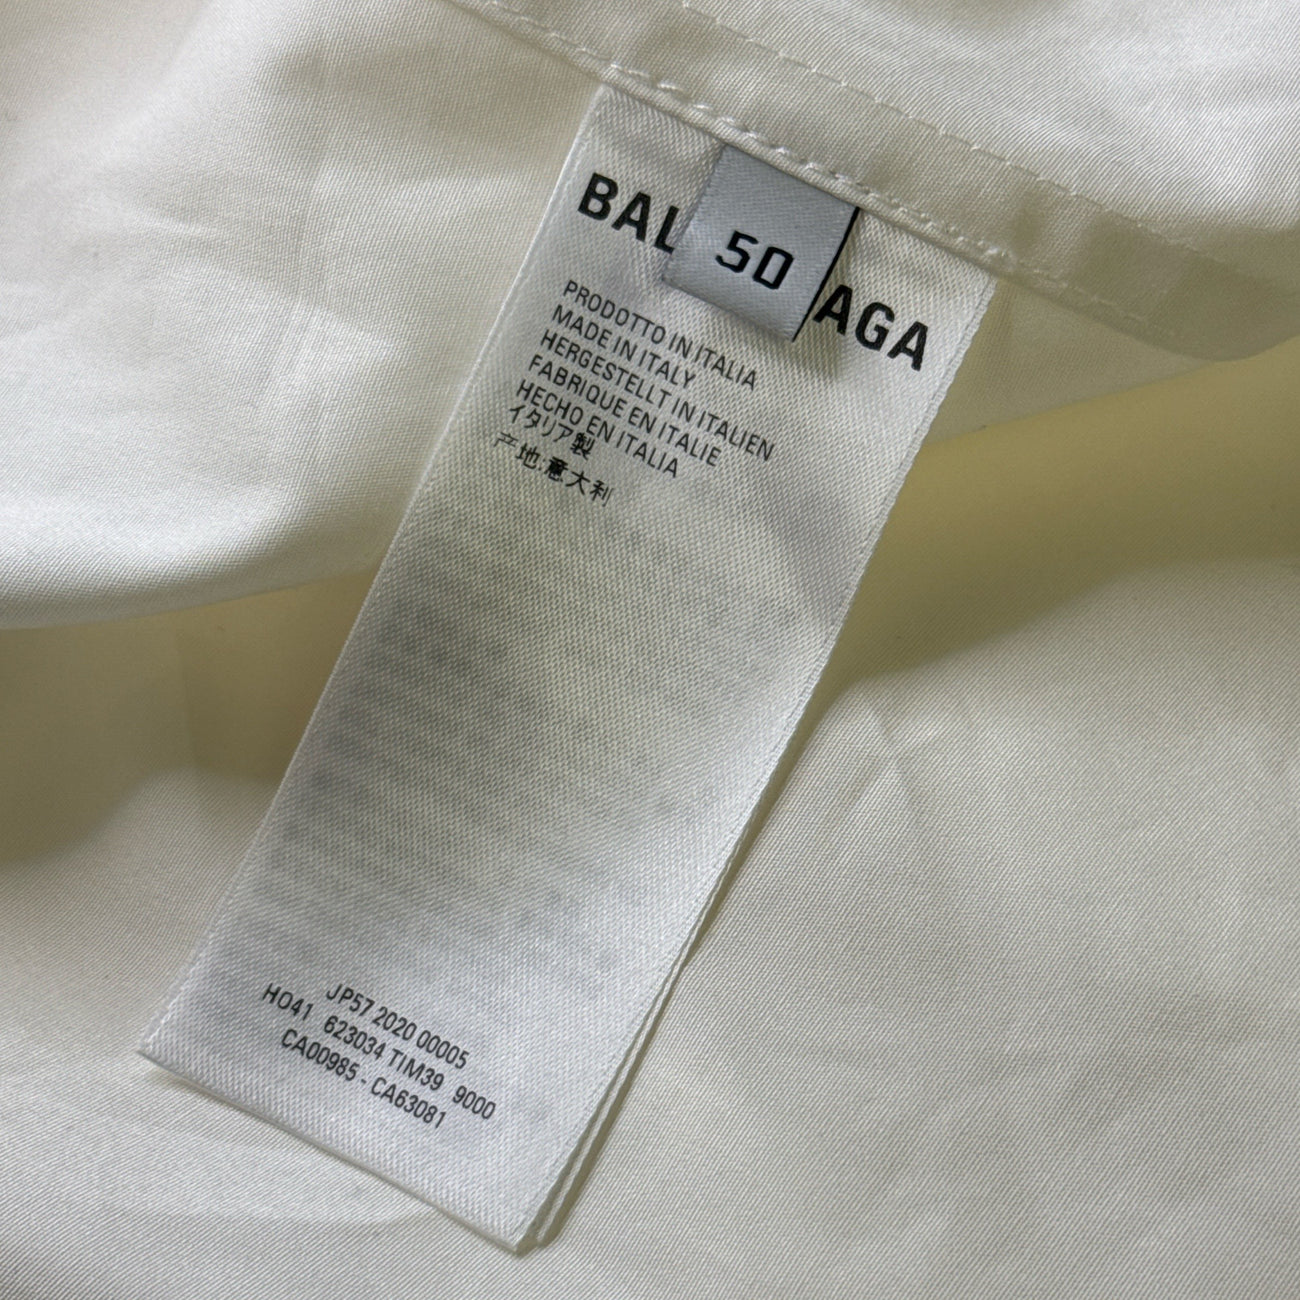 BAL AGA
50
PRODOTTO IN ITALIA
MADE IN ITALY
HERGESTELLT IN ITALIEN
FABRIQUE EN ITALIE
HECHO EN ITALIA
イタリア製
产地:意大利
JP57 2020 00005
HO41 623034 TIM39 9000
CA00985 - CA63081